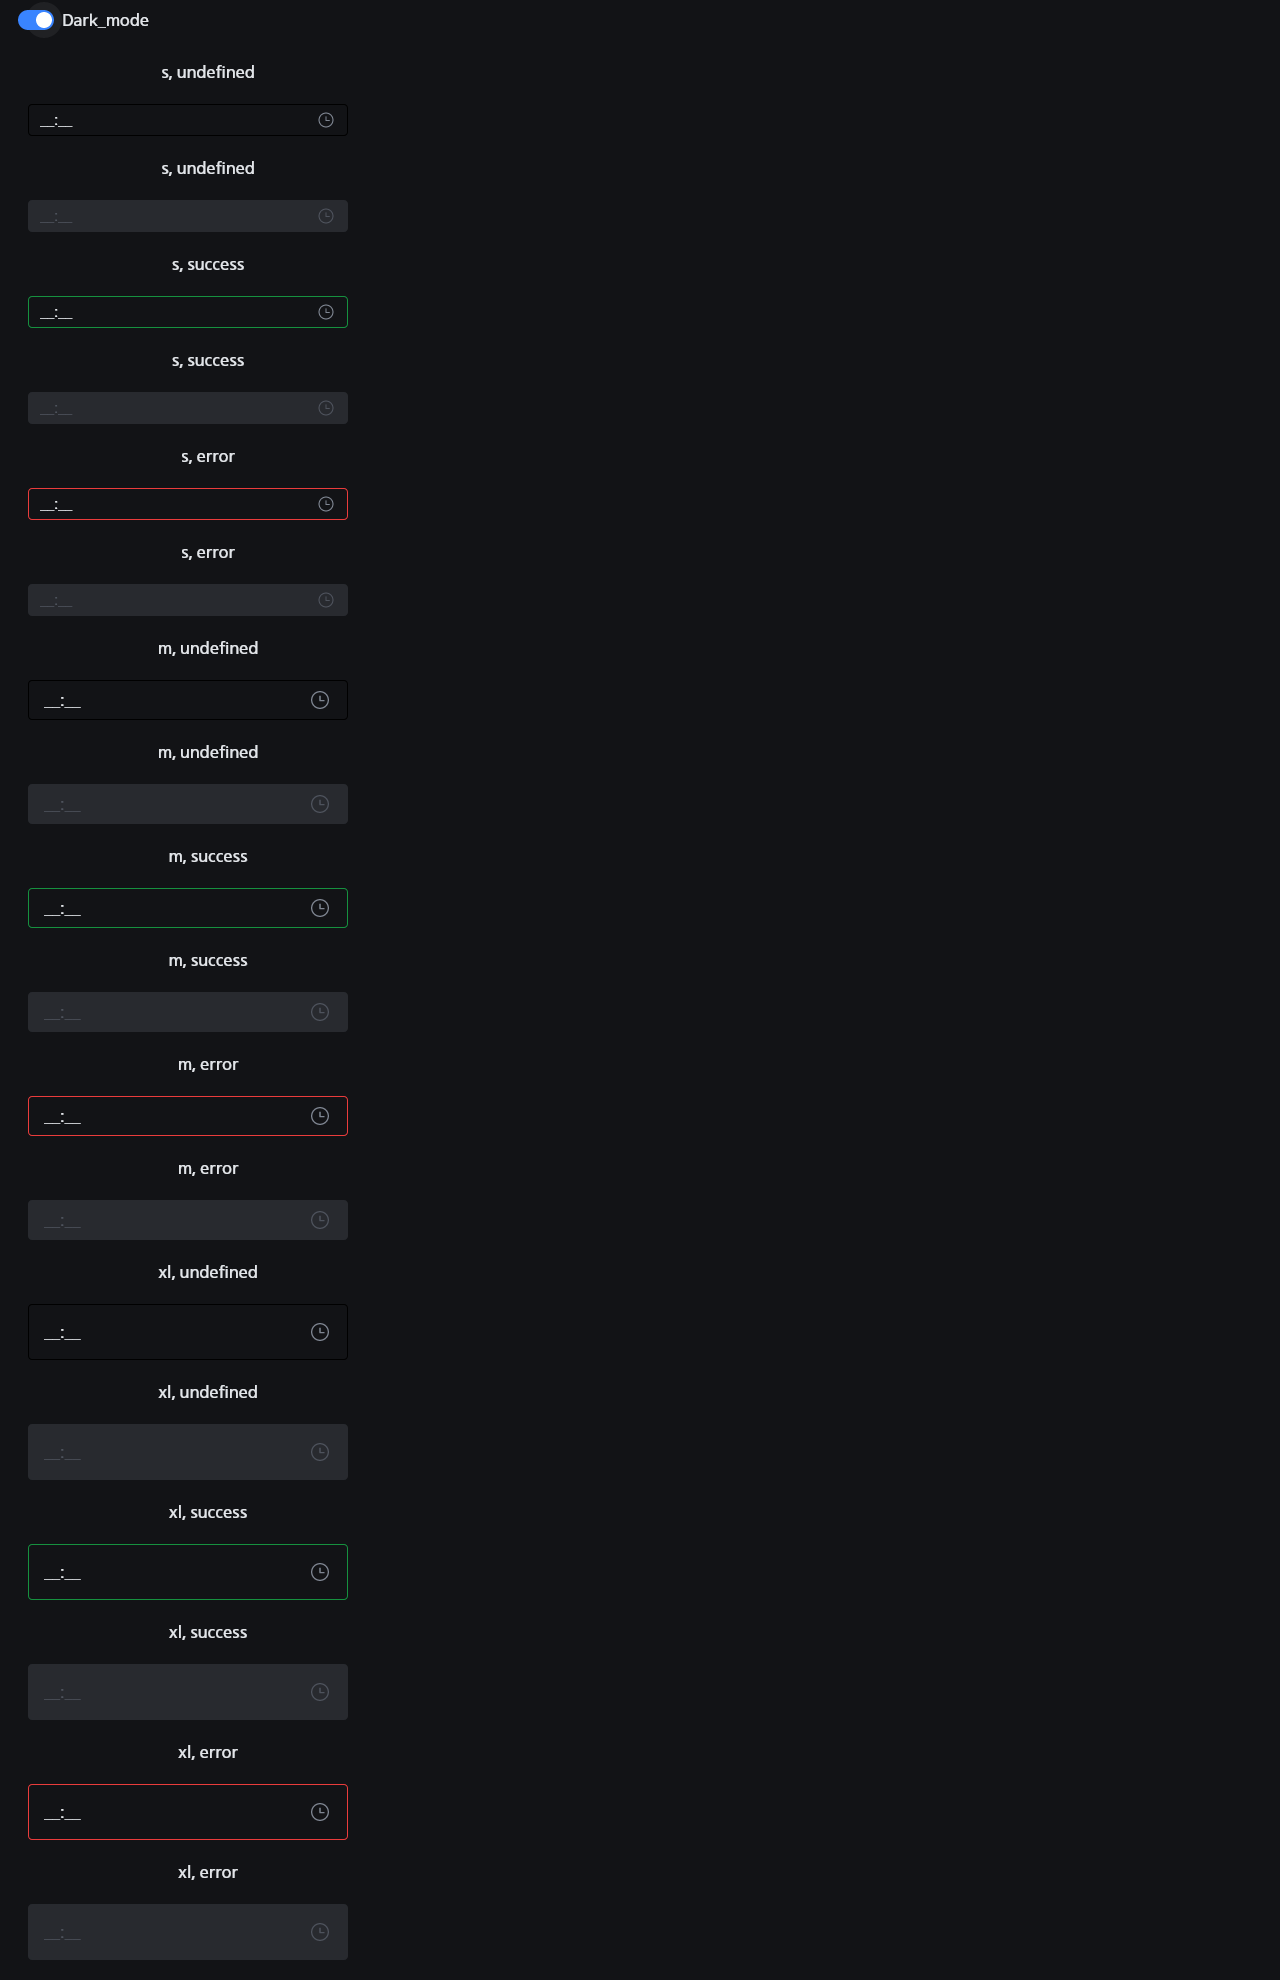 Dark_mode
s, undefined
__:__
s, undefined
__:__
s, success
__:__
s, success
__:__
s, error
__:__
s, error
__:__
m, undefined
__:__
m, undefined
__:__
m, success
__:__
m, success
__:__
m, error
__:__
m, error
__:__
xl, undefined
__:__
xl, undefined
__:__
xl, success
__:__
xl, success
__:__
xl, error
__:__
xl, error
__:__